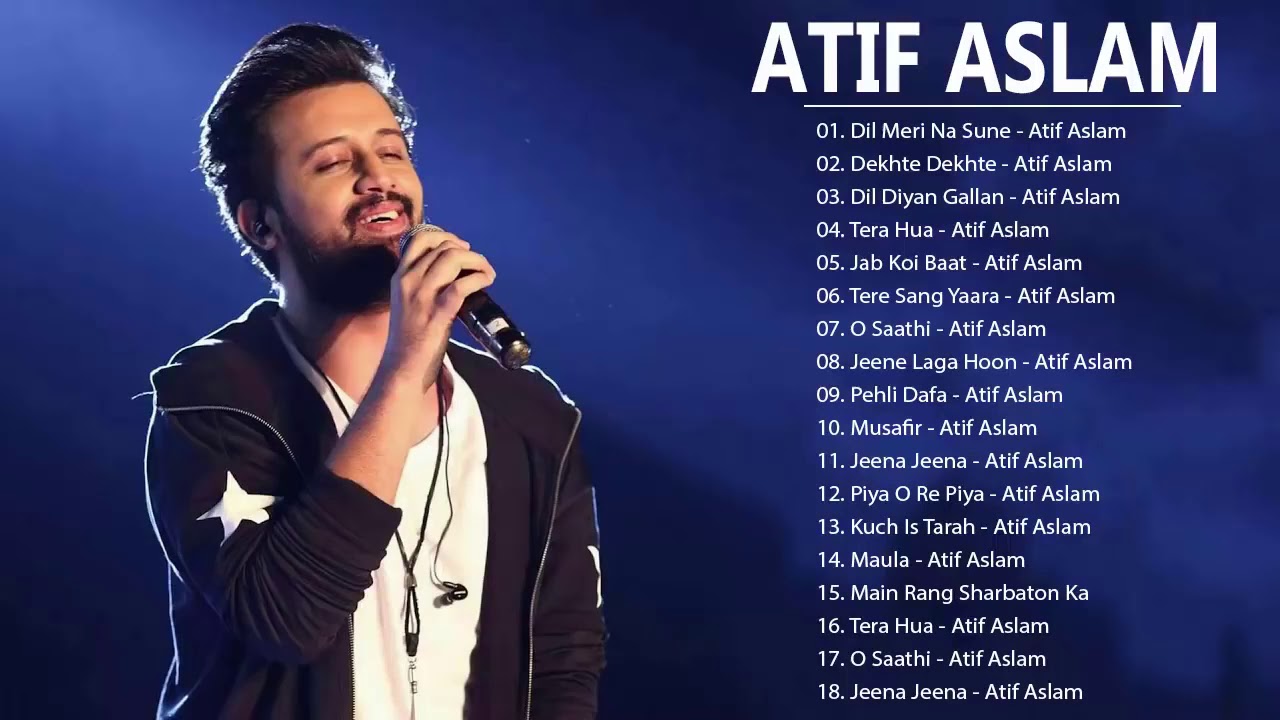 ATIF ASLAM
01. Dil Meri Na Sune - Atif Aslam
02. Dekhte Dekhte - Atif Aslam
03. Dil Diyan Gallan - Atif Aslam
04. Tera Hua - Atif Aslam
05. Jab Koi Baat - Atif Aslam
06. Tere Sang Yaara - Atif Aslam
07. O Saathi - Atif Aslam
08. Jeene Laga Hoon - Atif Aslam
09. Pehli Dafa - Atif Aslam
10. Musafir - Atif Aslam
11. Jeena Jeena - Atif Aslam
12. Piya O Re Piya - Atif Aslam
13. Kuch Is Tarah - Atif Aslam
14. Maula - Atif Aslam
15. Main Rang Sharbaton Ka
16. Tera Hua - Atif Aslam
17. O Saathi - Atif Aslam
18. Jeena Jeena - Atif Aslam